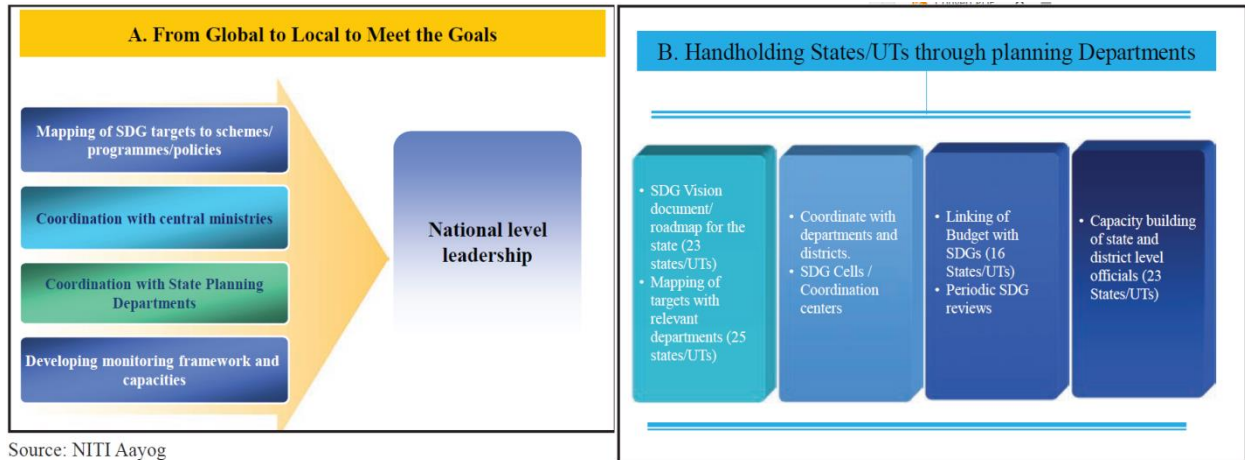 A. From Global to Local to Meet the Goals
Mapping of SDG targets to schemes/
programmes/policies
Coordination with central ministries
Coordination with State Planning
Departments
Developing monitoring framework and
capacities
National level
leadership
Source: NITI Aayog
B. Handholding States/UTs through planning Departments
• SDG Vision
document/
roadmap for the
state (23
states/UTs)
• Mapping of
targets with
relevant
departments (25
states/UTs)
• Coordinate with
departments and
districts.
• SDG Cells /
Coordination
centers
• Linking of
Budget with
SDGs (16
States/UTs)
• Periodic SDG
reviews
• Capacity building
of state and
district level
officials (23
States/UTs)